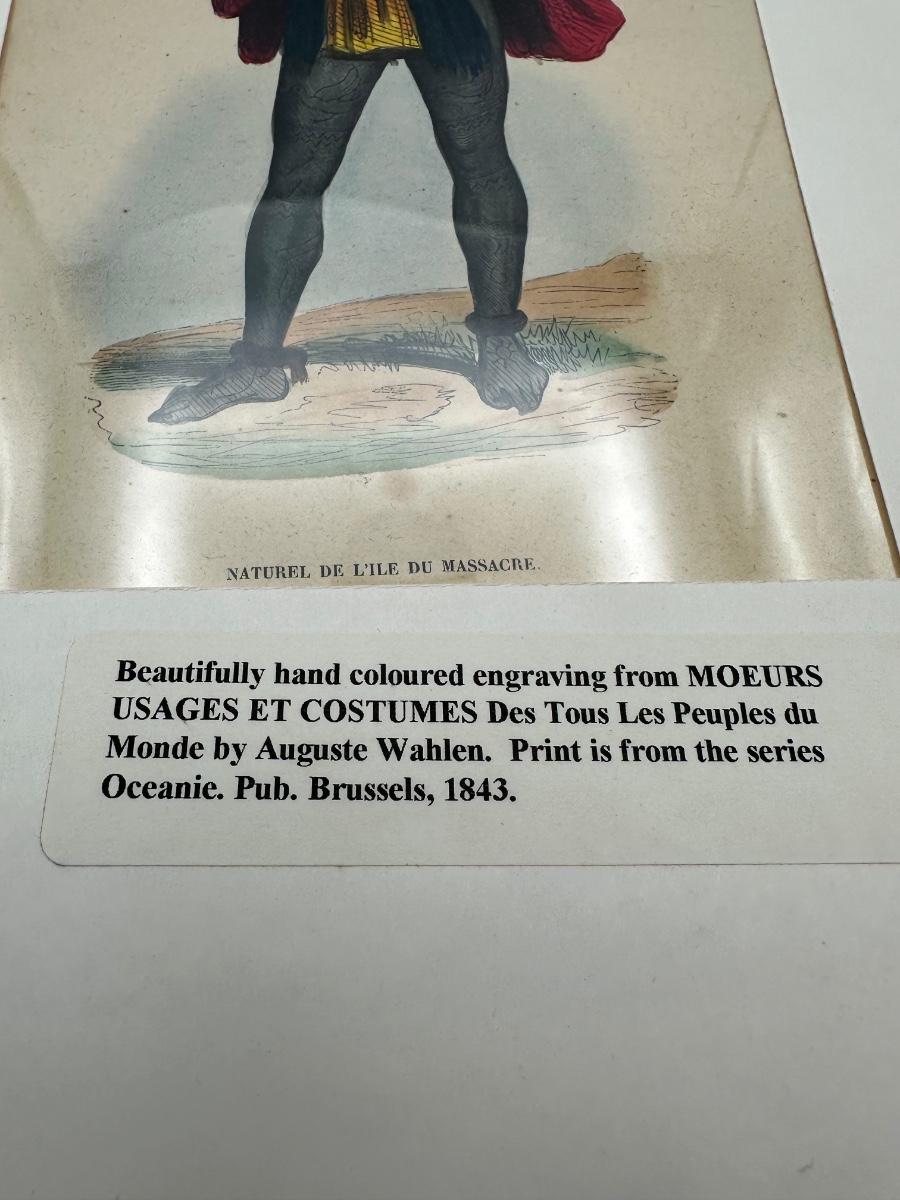 NATUREL DE L'ILE DU MASSACRE.
Beautifully hand coloured engraving from MOEURS
USAGES ET COSTUMES Des Tous Les Peuples du
Monde by Auguste Wahlen. Print is from the series
Oceanie. Pub. Brussels, 1843.